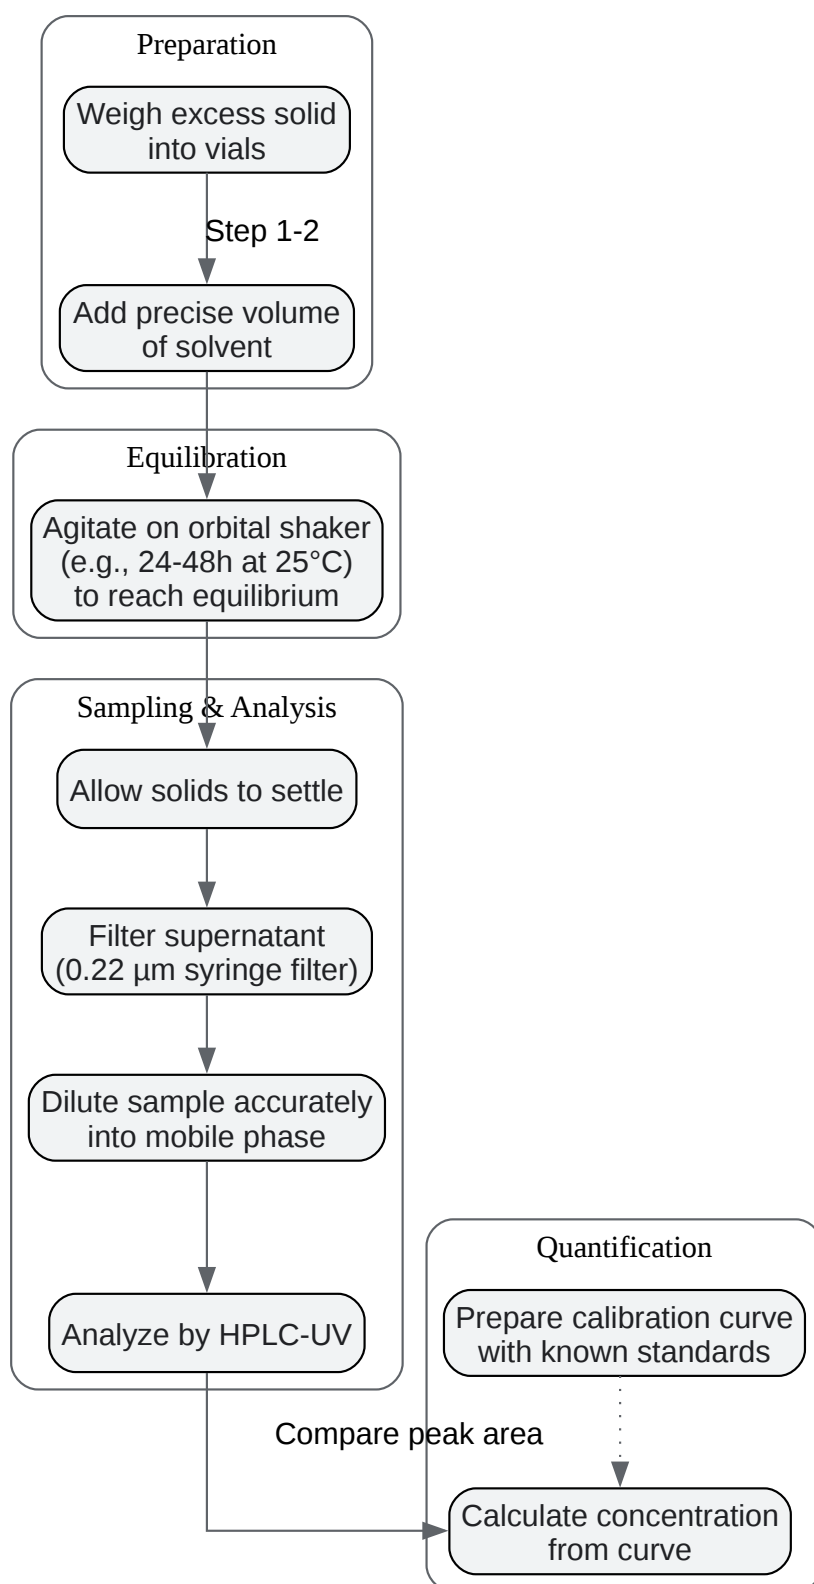 Preparation
Weigh excess solid
into vials
Step 1-2
Add precise volume
of solvent
Equilibration
Agitate on orbital shaker
(e.g., 24-48h at 25°C)
to reach equilibrium
Sampling & Analysis
Allow solids to settle
Filter supernatant
(0.22 µm syringe filter)
Dilute sample accurately
into mobile phase
Analyze by HPLC-UV
Quantification
Prepare calibration curve
with known standards
Compare peak area
Calculate concentration
from curve